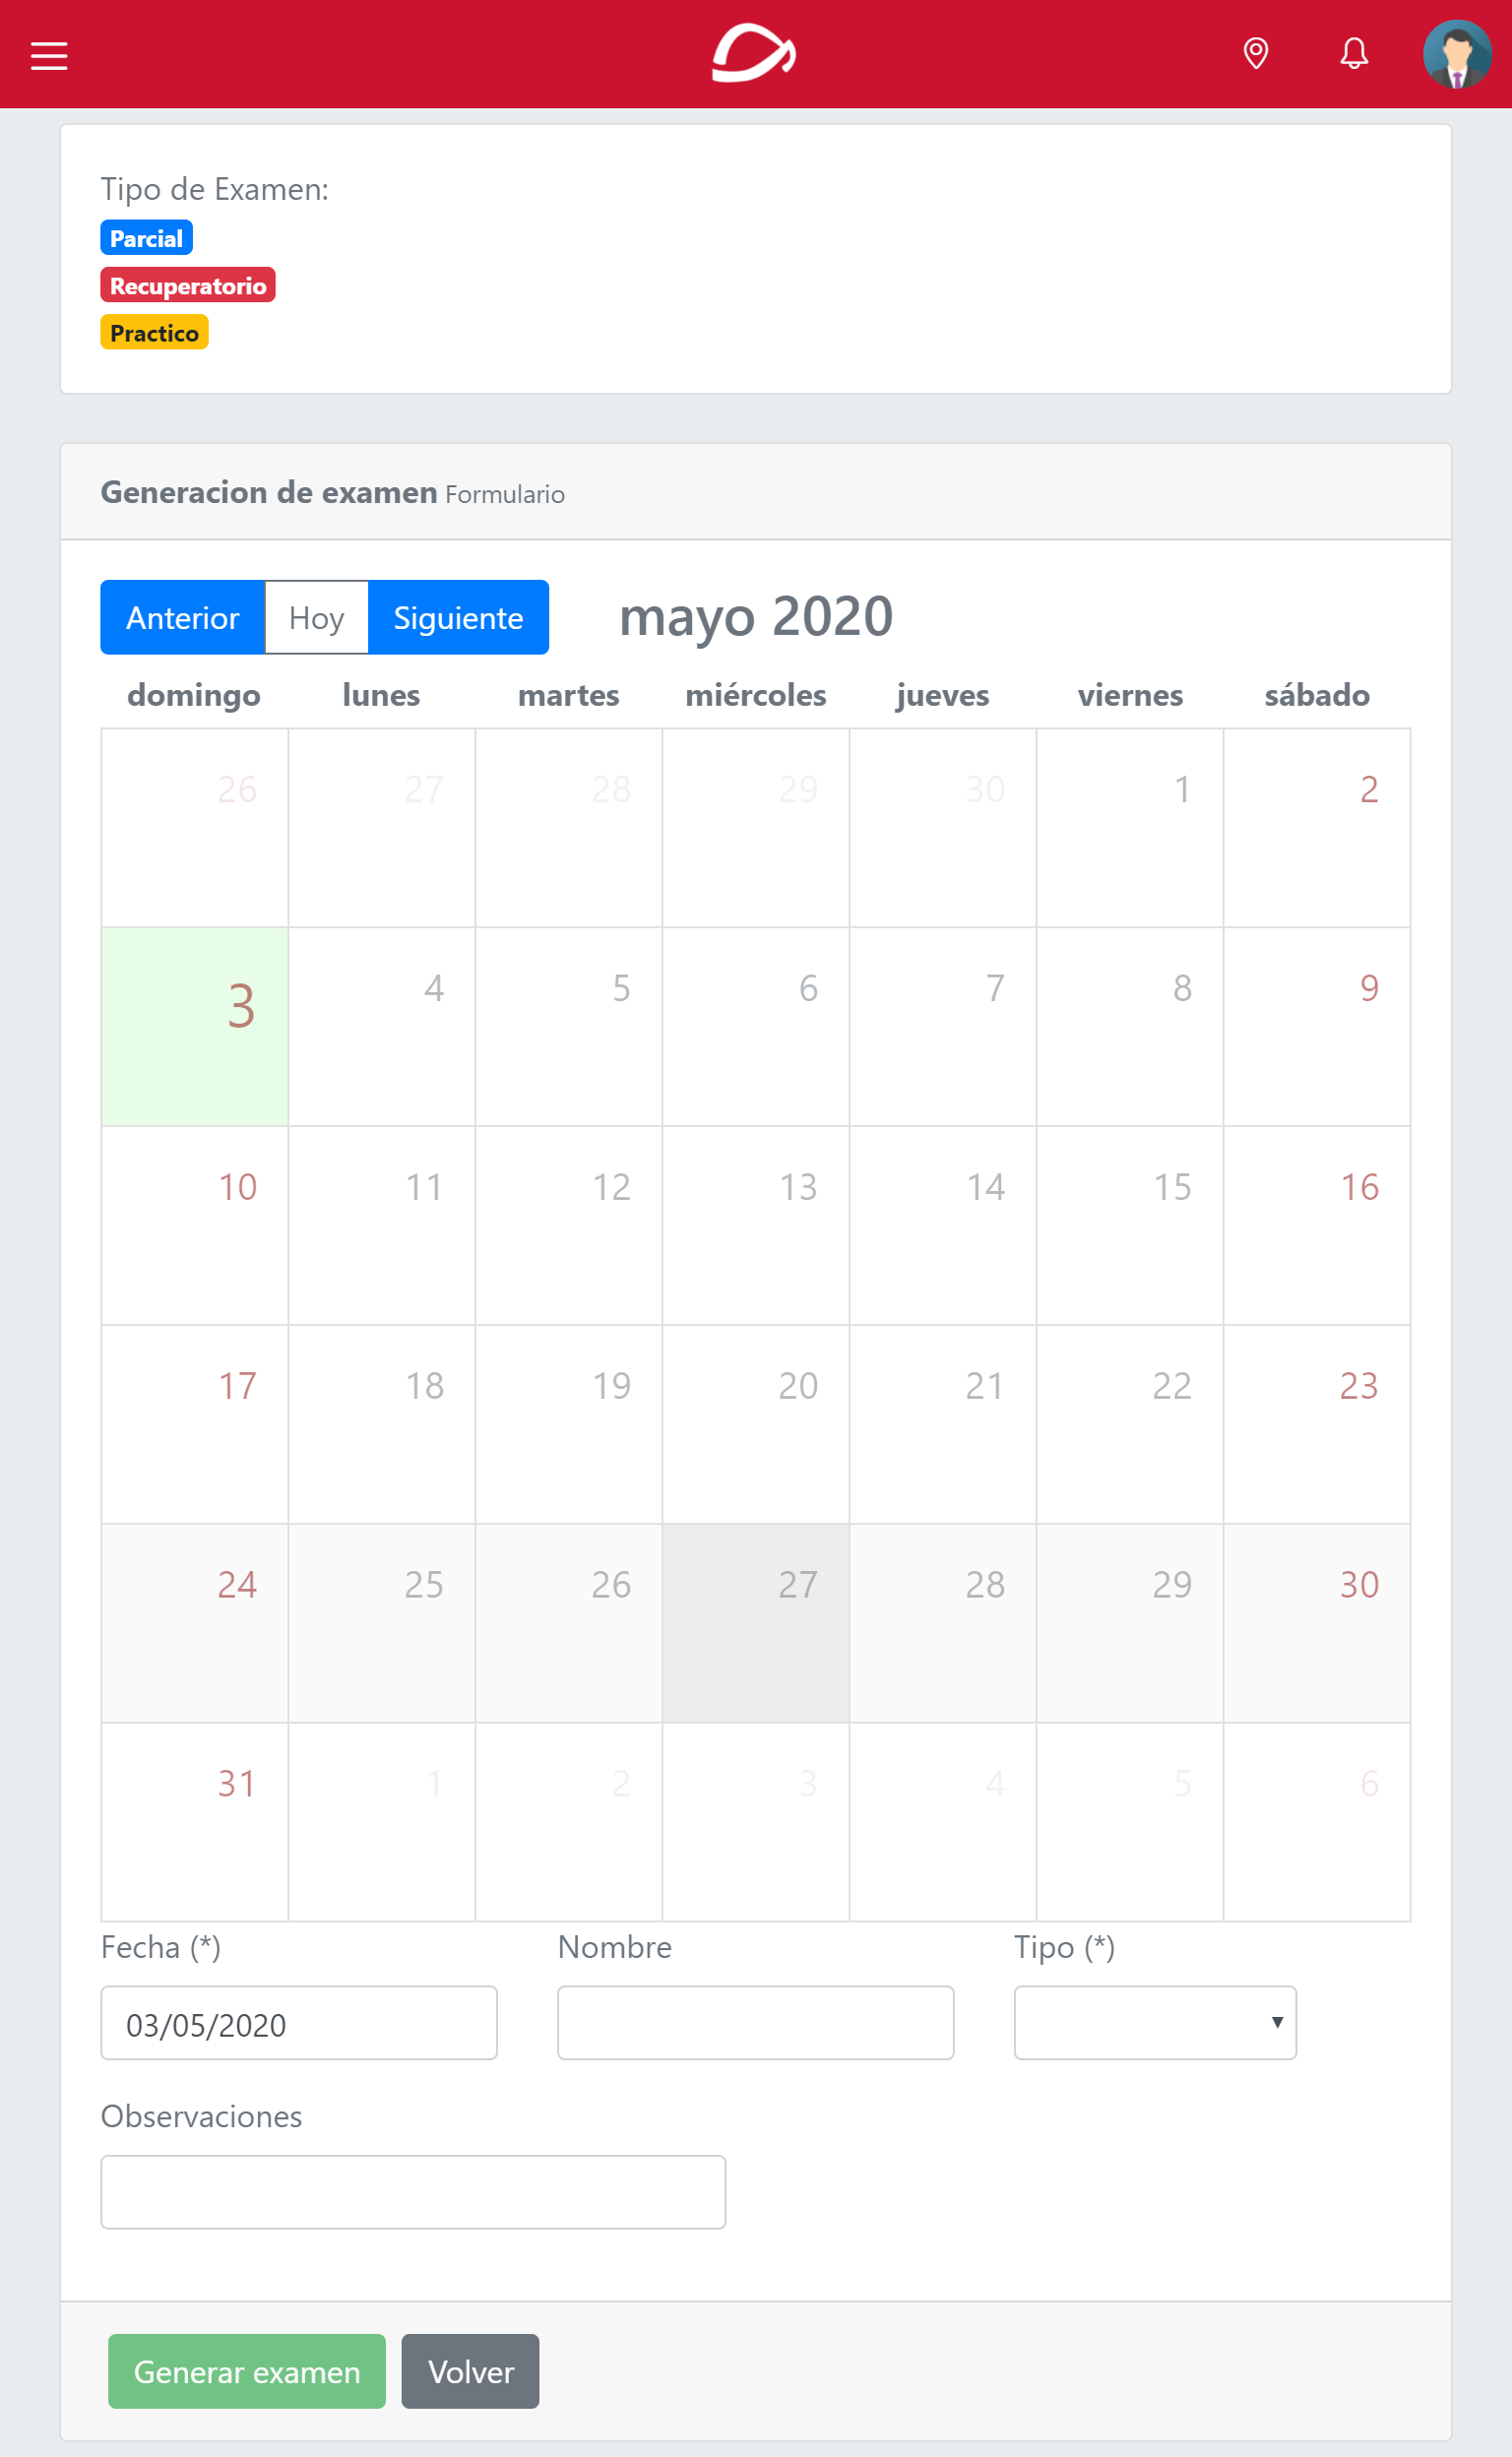 Tipo de Examen:
Parcial
Recuperatorio
Practico
Generacion de examen Formulario
Anterior Hoy Siguiente mayo 2020
domingo lunes martes miércoles jueves viernes sábado
26 27 28 29 30 1 2
3 4 5 6 7 8 9
10 11 12 13 14 15 16
17 18 19 20 21 22 23
24 25 26 27 28 29 30
31 1 2 3 4 5 6
Fecha (*) Nombre Tipo (*)
03/05/2020
Observaciones
Generar examen Volver